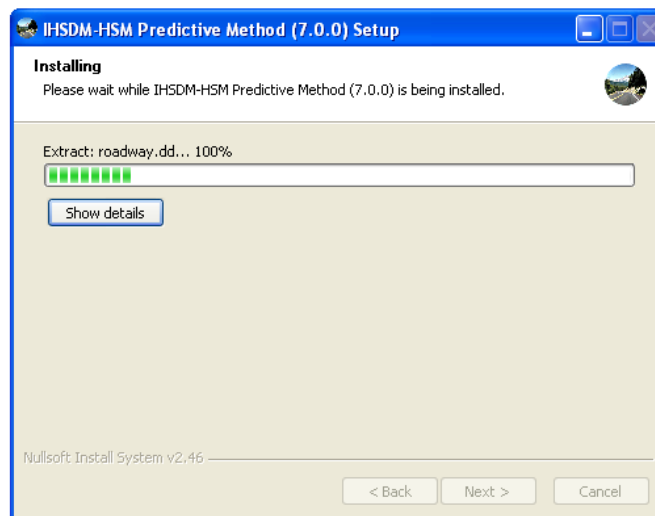 IHSDM-HSM Predictive Method (7.0.0) Setup
Installing
Please wait while IHSDM-HSM Predictive Method (7.0.0) is being installed.
Extract: roadway.dd... 100%
Show details
Nullsoft Install System v2.46
< Back Next > Cancel